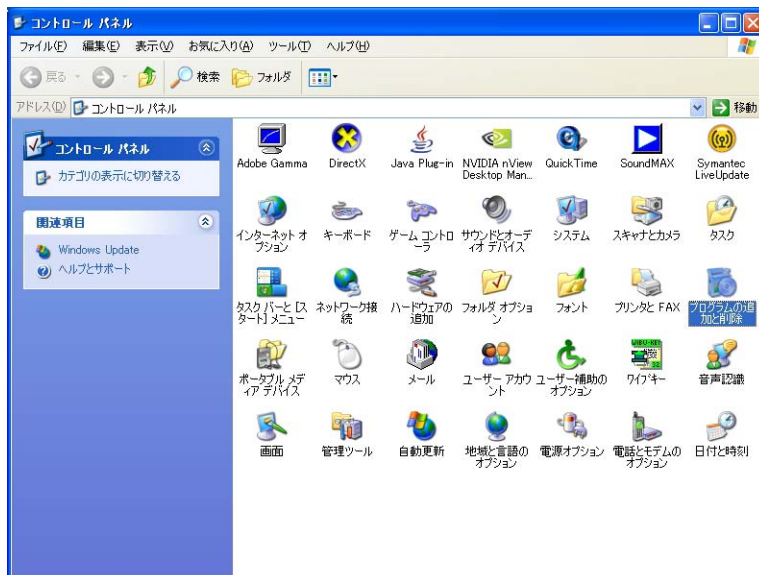 コントロール パネル
ファイル(F) 編集(E) 表示(V) お気に入り(A) ツール(T) ヘルプ(H)
戻る 検索 フォルダ
アドレス(D) コントロール パネル 移動
コントロール パネル
カテゴリの表示に切り替える
関連項目
Windows Update
ヘルプとサポート
Adobe Gamma
DirectX
Java Plug-in
NVIDIA nView
Desktop Man...
QuickTime
SoundMAX
Symantec
LiveUpdate
インターネット オ
プション
キーボード
ゲーム コントロ
ーラ
サウンドとオーデ
ィオ デバイス
システム
スキャナとカメラ
タスク
タスク バーと [ス
タート] メニュー
ネットワーク接
続
ハードウェアの
追加
フォルダ オプショ
ン
フォント
プリンタと FAX
プログラムの追
加と削除
ポータブル メデ
ィア デバイス
マウス
メール
ユーザー アカウ
ント
ユーザー補助の
オプション
WIBU-KEY
32
ワイブキー
音声認識
画面
管理ツール
自動更新
地域と言語の
オプション
電源オプション
電話とモデムの
オプション
日付と時刻